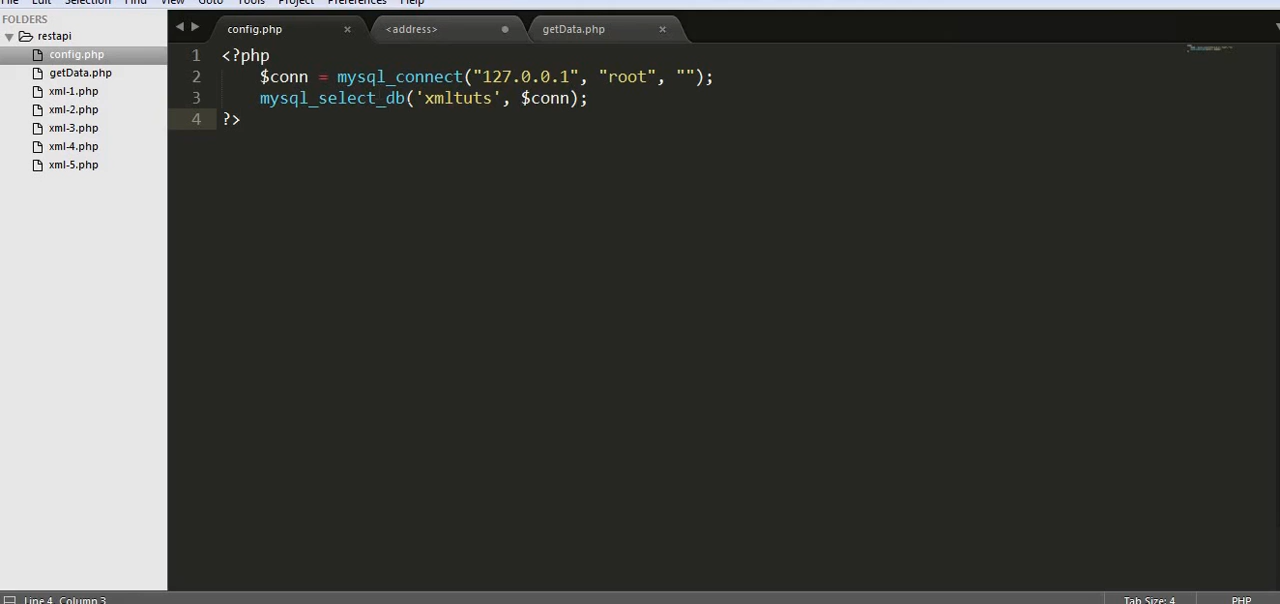 File Edit Selection Find View Goto Tools Project Preferences Help
FOLDERS
restapi
config.php
getData.php
xml-1.php
xml-2.php
xml-3.php
xml-4.php
xml-5.php
config.php × <address> getData.php ×
1 <?php
2 $conn = mysql_connect("127.0.0.1", "root", "");
3 mysql_select_db('xmltuts', $conn);
4 ?>
Line 4, Column 3 Tab Size: 4 PHP